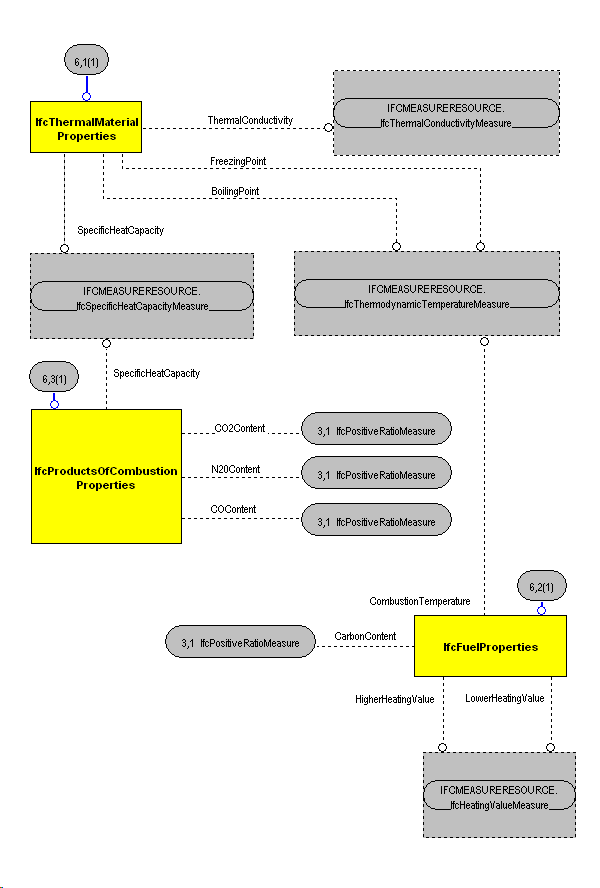 6,1(1)
IfcThermalMaterial
Properties
ThermalConductivity
IFCMEASURERESOURCE.
IfcThermalConductivityMeasure
FreezingPoint
BoilingPoint
SpecificHeatCapacity
IFCMEASURERESOURCE.
IfcSpecificHeatCapacityMeasure
IFCMEASURERESOURCE.
IfcThermodynamicTemperatureMeasure
6,3(1)
SpecificHeatCapacity
IfcProductsOfCombustion
Properties
CO2Content
3,1 IfcPositiveRatioMeasure
N20Content
3,1 IfcPositiveRatioMeasure
COContent
3,1 IfcPositiveRatioMeasure
6,2(1)
CombustionTemperature
3,1 IfcPositiveRatioMeasure
CarbonContent
IfcFuelProperties
HigherHeatingValue
LowerHeatingValue
IFCMEASURERESOURCE.
IfcHeatingValueMeasure